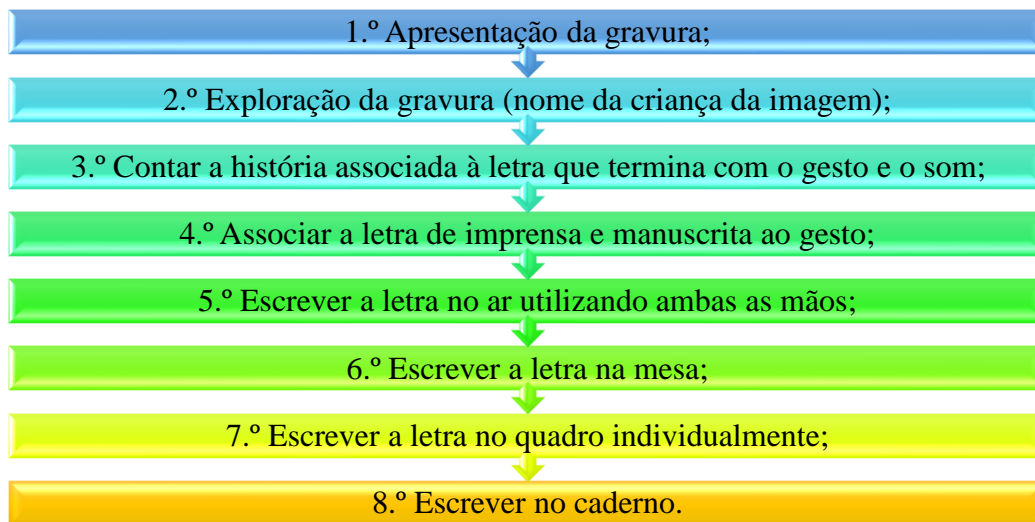 1.º Apresentação da gravura;
2.º Exploração da gravura (nome da criança da imagem);
3.º Contar a história associada à letra que termina com o gesto e o som;
4.º Associar a letra de imprensa e manuscrita ao gesto;
5.º Escrever a letra no ar utilizando ambas as mãos;
6.º Escrever a letra na mesa;
7.º Escrever a letra no quadro individualmente;
8.º Escrever no caderno.